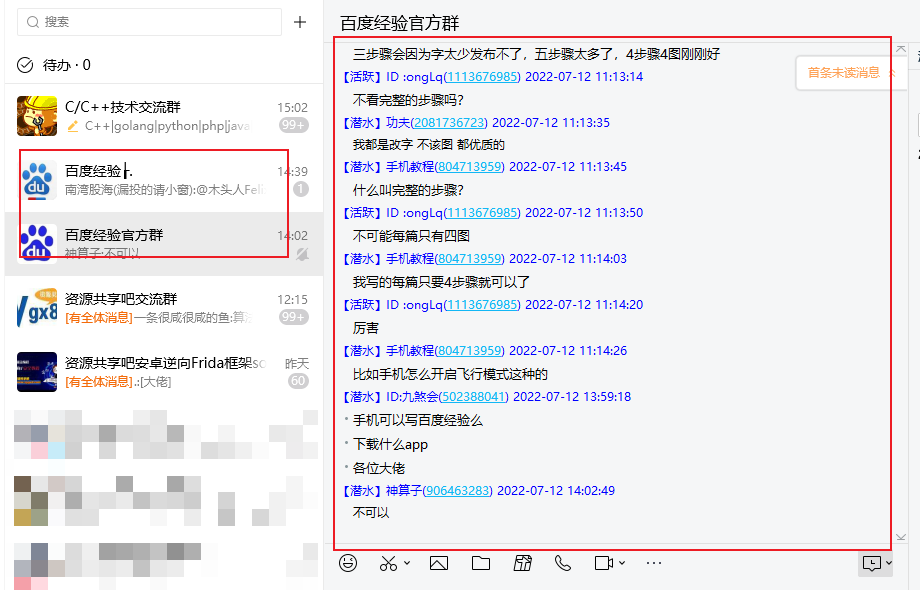 搜索
待办 · 0
C/C++技术交流群
15:02
C++|golang|python|php|java
99+
百度经验
14:39
南湾股海(漏投的请小窗):@木头人Feli
1
百度经验官方群
14:02
神算子:不可以
资源共享吧交流群
12:15
[有全体消息]一条很咸很咸的鱼:算法
99+
资源共享吧安卓逆向Frida框架so
昨天
[有全体消息].:[大佬]
60
百度经验官方群
首条未读消息
三步骤会因为字太少发布不了，五步骤太多了，4步骤4图刚刚好
【活跃】ID :ongLq(1113676985) 2022-07-12 11:13:14
不看完整的步骤吗?
【潜水】功夫(2081736723) 2022-07-12 11:13:35
我都是改字 不该图 都优质的
【潜水】手机教程(804713959) 2022-07-12 11:13:45
什么叫完整的步骤?
【活跃】ID :ongLq(1113676985) 2022-07-12 11:13:50
不可能每篇只有四图
【潜水】手机教程(804713959) 2022-07-12 11:14:03
我写的每篇只要4步骤就可以了
【活跃】ID :ongLq(1113676985) 2022-07-12 11:14:20
厉害
【潜水】手机教程(804713959) 2022-07-12 11:14:26
比如手机怎么开启飞行模式这种的
【潜水】ID:九煞会(502388041) 2022-07-12 13:59:18
手机可以写百度经验么
下载什么app
各位大佬
【潜水】神算子(906463283) 2022-07-12 14:02:49
不可以